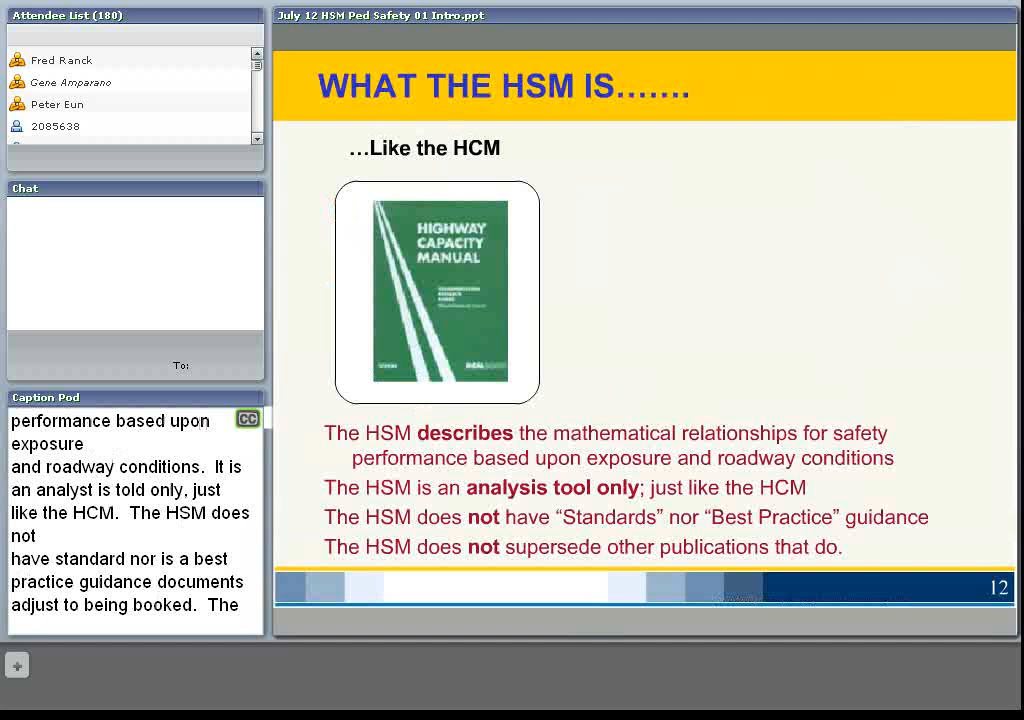 Attendee List (180)
Fred Ranck
Gene Amparano
Peter Eun
2085638
Chat
To:
Caption Pod
CC
performance based upon
exposure
and roadway conditions.  It is
an analyst is told only, just
like the HCM.  The HSM does
not
have standard nor is a best
practice guidance documents
adjust to being booked.  The
July 12 HSM Ped Safety 01 Intro.ppt
WHAT THE HSM IS…….
…Like the HCM
HIGHWAY
CAPACITY
MANUAL
The HSM describes the mathematical relationships for safety
performance based upon exposure and roadway conditions
The HSM is an analysis tool only; just like the HCM
The HSM does not have “Standards” nor “Best Practice” guidance
The HSM does not supersede other publications that do.
12